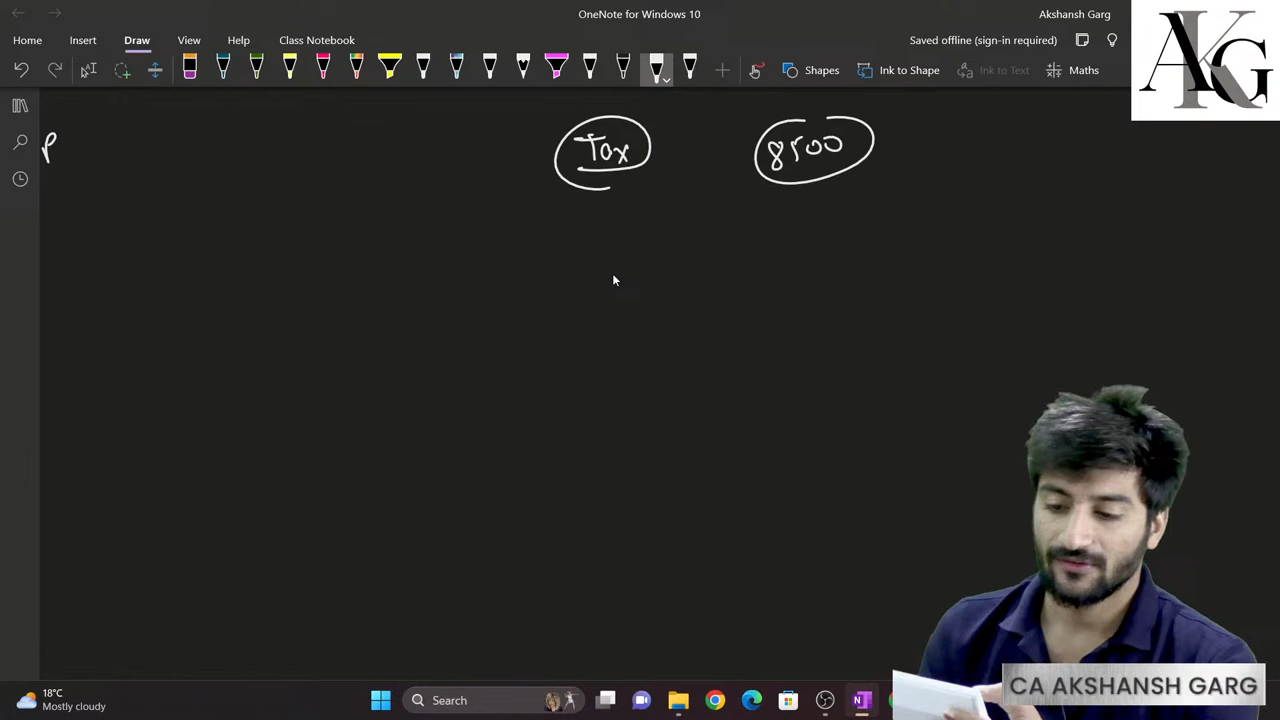 OneNote for Windows 10
Akshansh Garg
Home Insert Draw View Help Class Notebook
Saved offline (sign-in required)
Shapes Ink to Shape Ink to Text Maths
AKG
P Tax 8500
CA AKSHANSH GARG
18°C
Mostly cloudy
Search